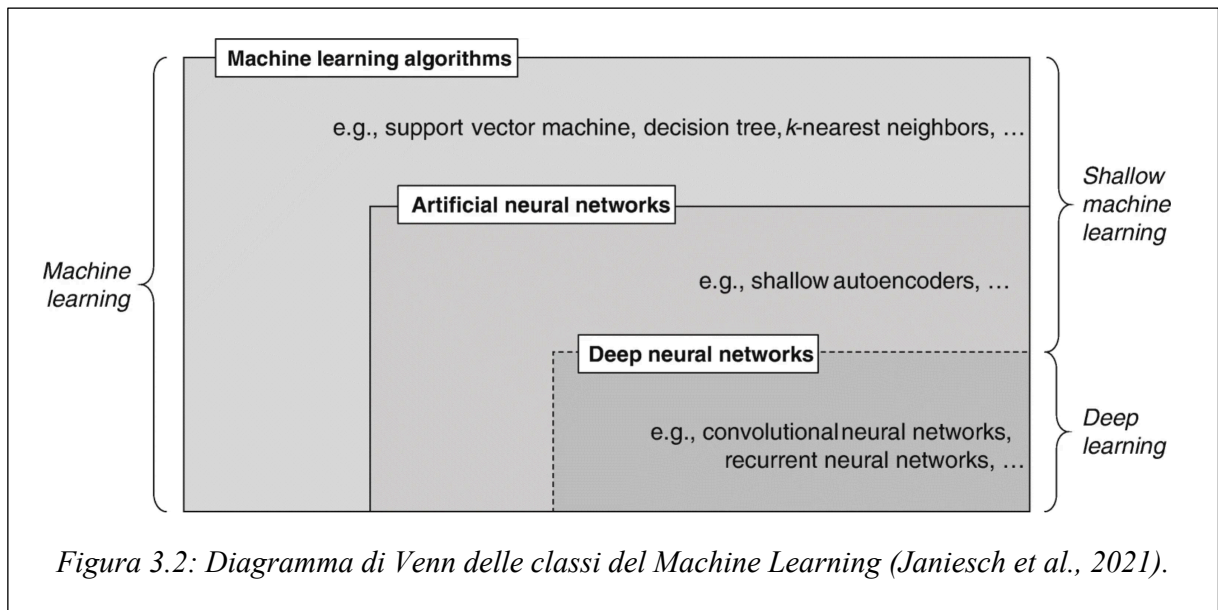 Machine learning algorithms
e.g., support vector machine, decision tree, k-nearest neighbors, …
Artificial neural networks
e.g., shallow autoencoders, …
Deep neural networks
e.g., convolutional neural networks,
recurrent neural networks, …
Machine
learning
Shallow
machine
learning
Deep
learning
Figura 3.2: Diagramma di Venn delle classi del Machine Learning (Janiesch et al., 2021).